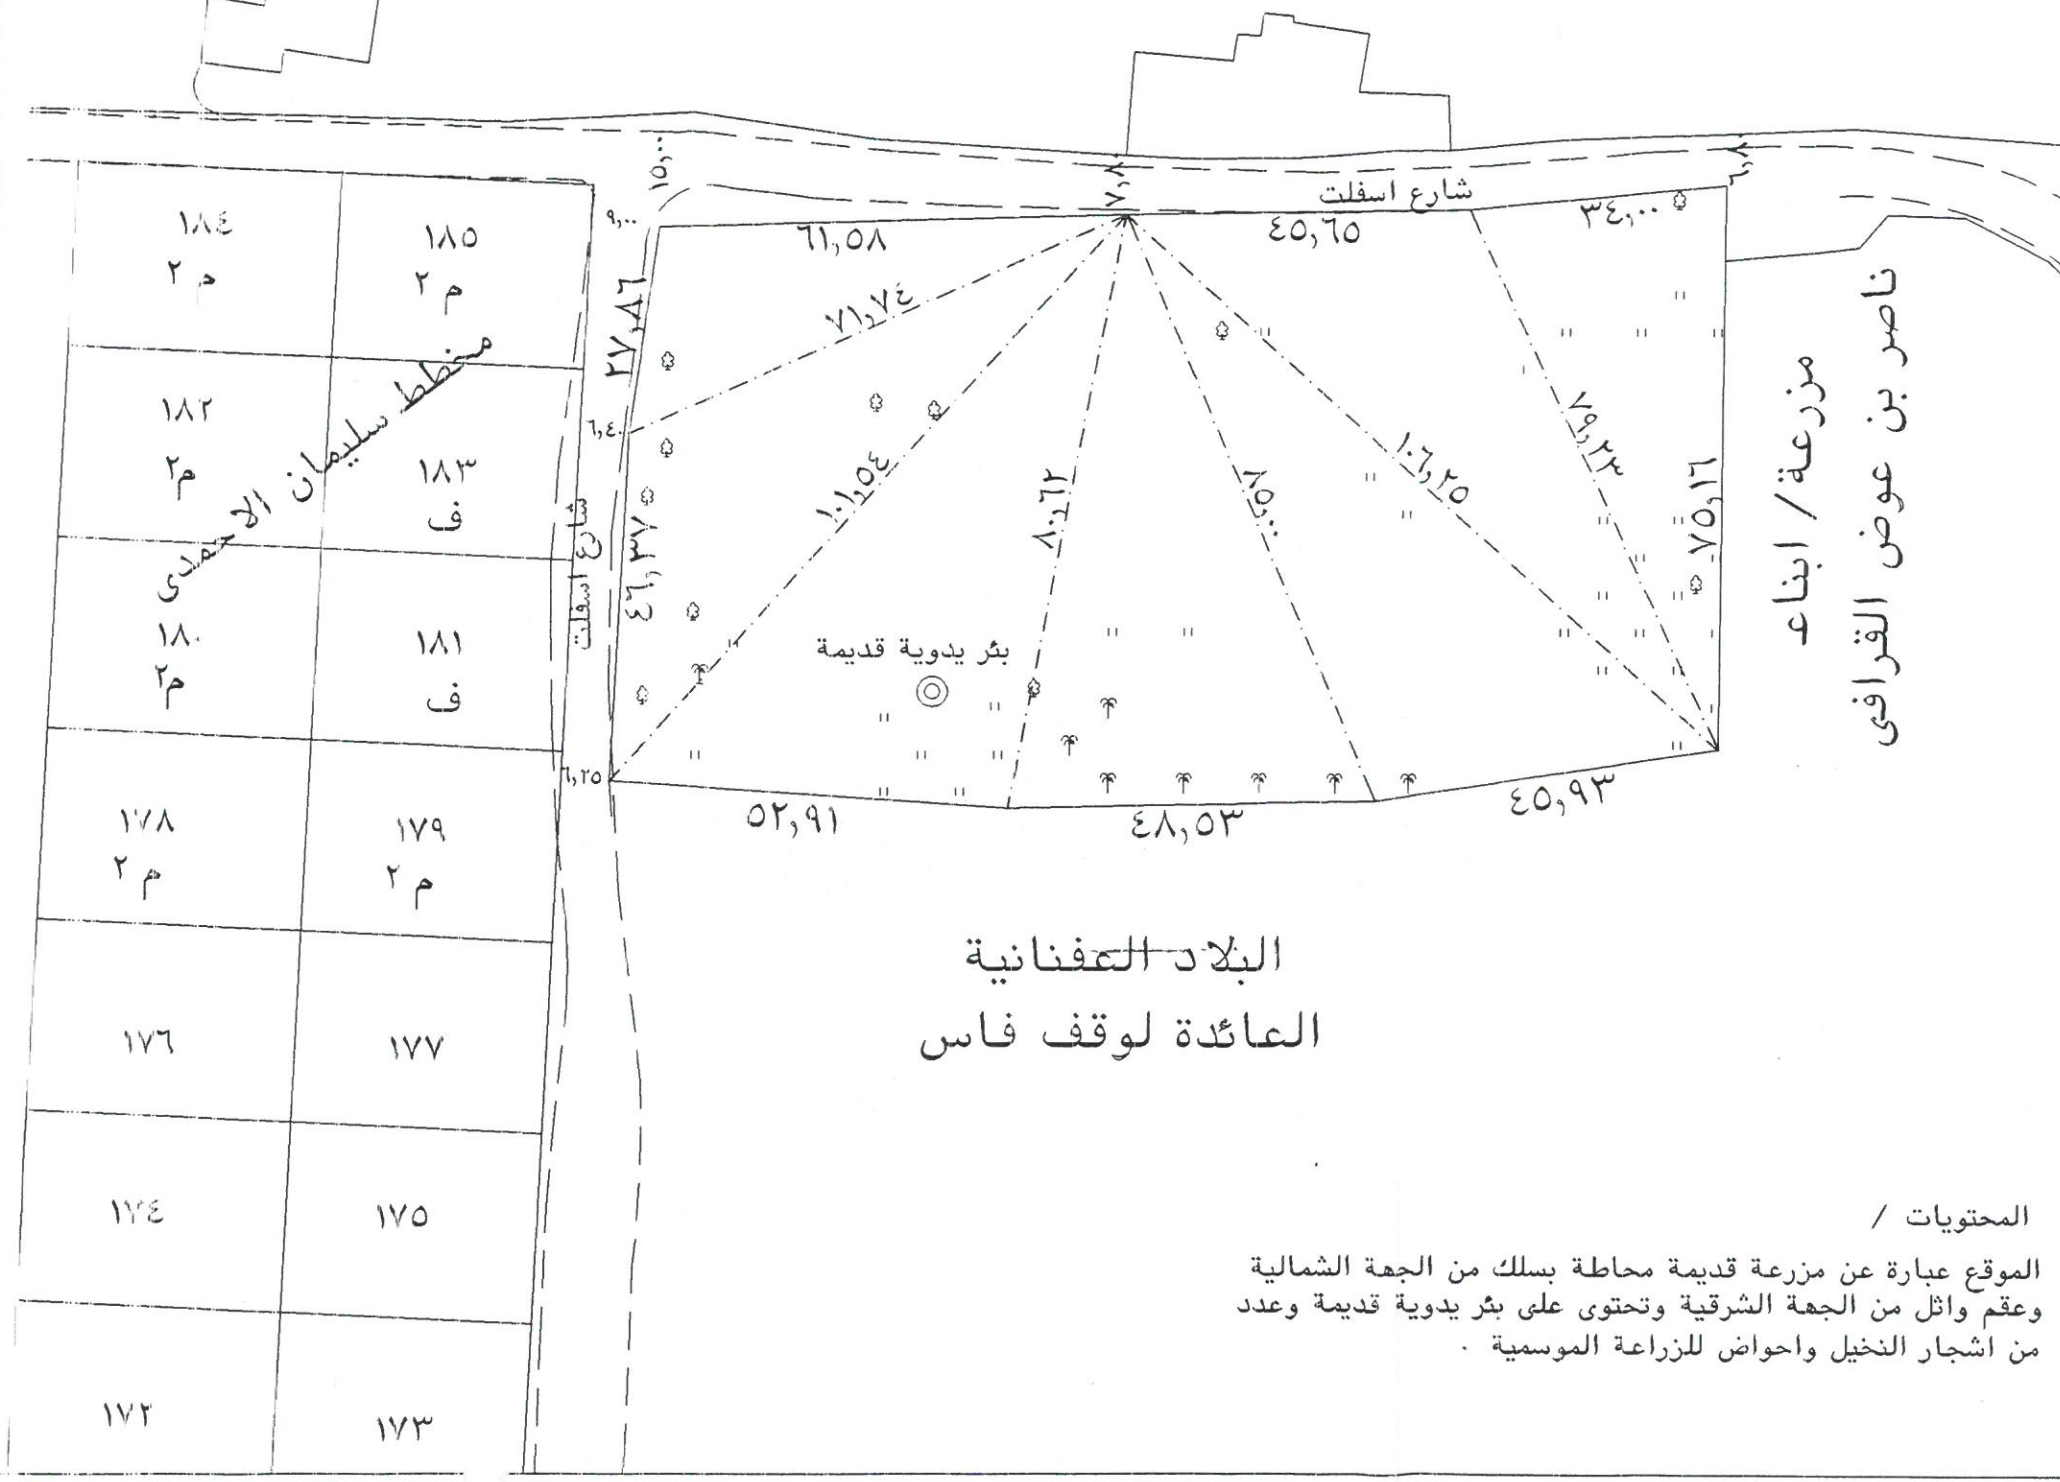 ١٥,٠٠
٧,٨٠
٦,٨٠
شارع اسفلت
٩,٠٠
٦١,٥٨
٤٥,٦٥
٣٤,٠٠
١٨٤
م ٢
١٨٥
م ٢
٢٧,٨٦
٧١,٧٤
مخطط سليمان الاحمدى
١٨٢
م٢
١٨٣
ف
٦,٤٠
شارع اسفلت
٤٦,٣٧
١٠١,٥٤
٨٠,٦٢
٨٥,٠٠
١٠٦,٢٥
٧٩,٢٣
٧٥,١٦
مزرعة / ابناء
ناصر بن عوض القرافى
١٨٠
م٢
١٨١
ف
بئر يدوية قديمة
٦,٢٥
٥٢,٩١
٤٨,٥٣
٤٥,٩٣
١٧٨
م ٢
١٧٩
م ٢
البلاد العفنانية
العائدة لوقف فاس
١٧٦
١٧٧
١٧٤
١٧٥
١٧٢
١٧٣
المحتويات /
الموقع عبارة عن مزرعة قديمة محاطة بسلك من الجهة الشمالية
وعقم واثل من الجهة الشرقية وتحتوى على بئر يدوية قديمة وعدد
من اشجار النخيل واحواض للزراعة الموسمية .